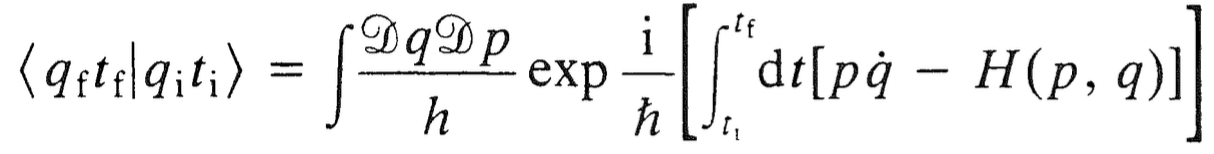 ⟨q_f t_f|q_i t_i⟩ = ∫ 𝒟q𝒟p/h exp i/ℏ [∫_{t_i}^{t_f} dt[pq̇ − H(p, q)]]